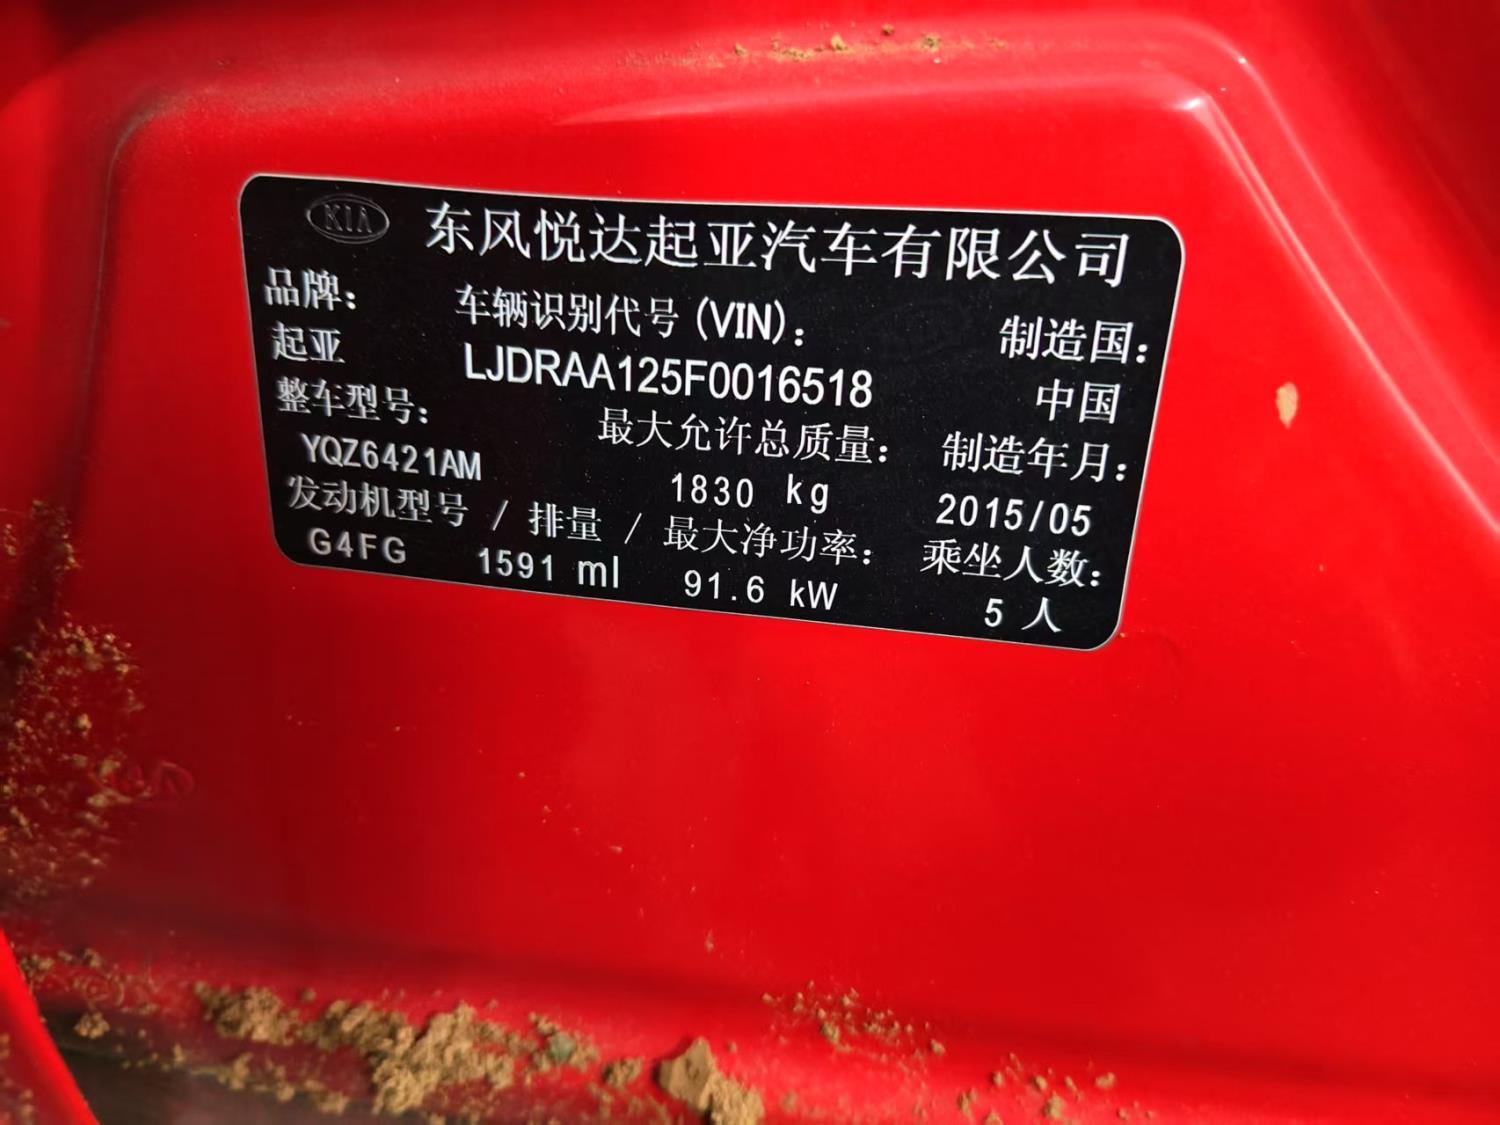 KIA 东风悦达起亚汽车有限公司
品牌： 车辆识别代号 (VIN)： 制造国：
起亚 LJDRAA125F0016518 中国
整车型号： 最大允许总质量： 制造年月：
YQZ6421AM 1830 kg 2015/05
发动机型号 / 排量 / 最大净功率： 乘坐人数：
G4FG 1591 ml 91.6 kW 5 人